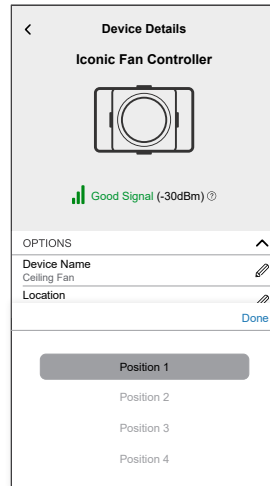 Device Details
Iconic Fan Controller
Good Signal (-30dBm)
OPTIONS
Device Name
Ceiling Fan
Location
Done
Position 1
Position 2
Position 3
Position 4